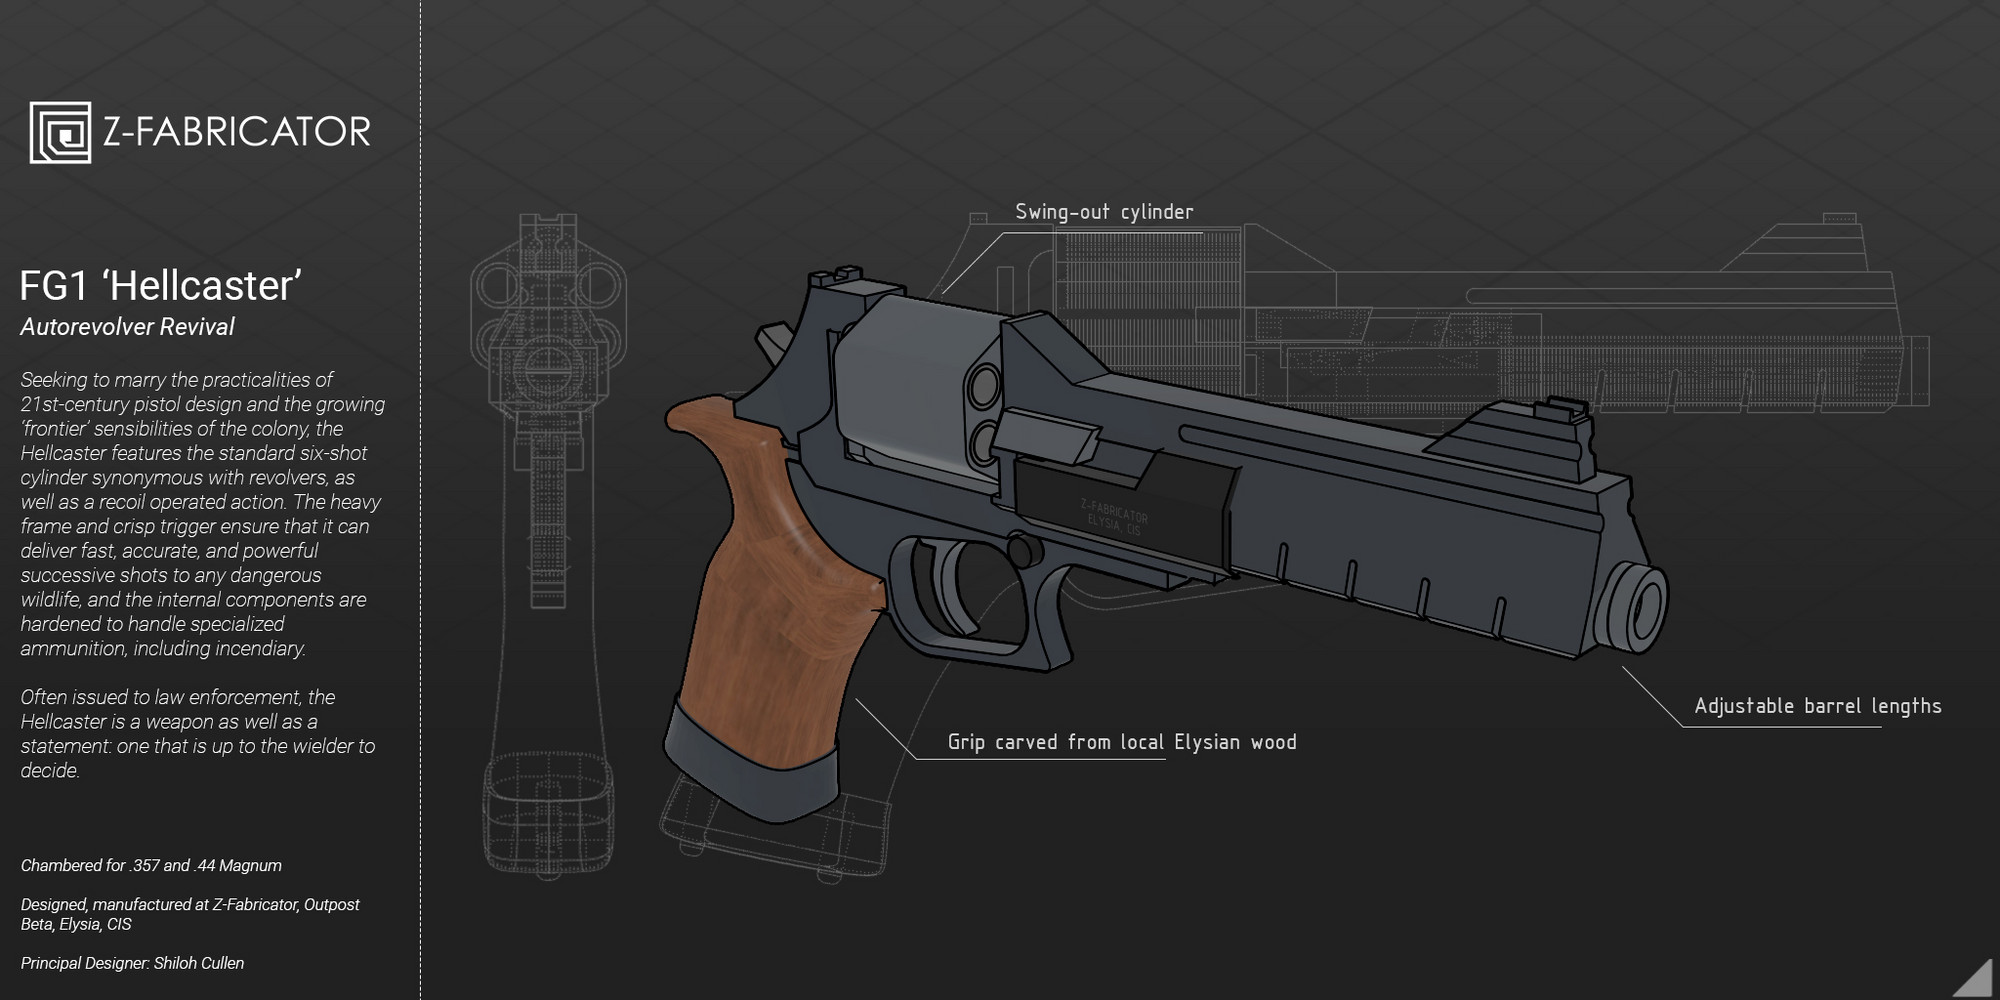 Z-FABRICATOR
FG1 ‘Hellcaster’
Autorevolver Revival
Seeking to marry the practicalities of
21st-century pistol design and the growing
‘frontier’ sensibilities of the colony, the
Hellcaster features the standard six-shot
cylinder synonymous with revolvers, as
well as a recoil operated action. The heavy
frame and crisp trigger ensure that it can
deliver fast, accurate, and powerful
successive shots to any dangerous
wildlife, and the internal components are
hardened to handle specialized
ammunition, including incendiary.
Often issued to law enforcement, the
Hellcaster is a weapon as well as a
statement: one that is up to the wielder to
decide.
Chambered for .357 and .44 Magnum
Designed, manufactured at Z-Fabricator, Outpost
Beta, Elysia, CIS
Principal Designer: Shiloh Cullen
Swing-out cylinder
Z-FABRICATOR
ELYSIA, CIS
Adjustable barrel lengths
Grip carved from local Elysian wood